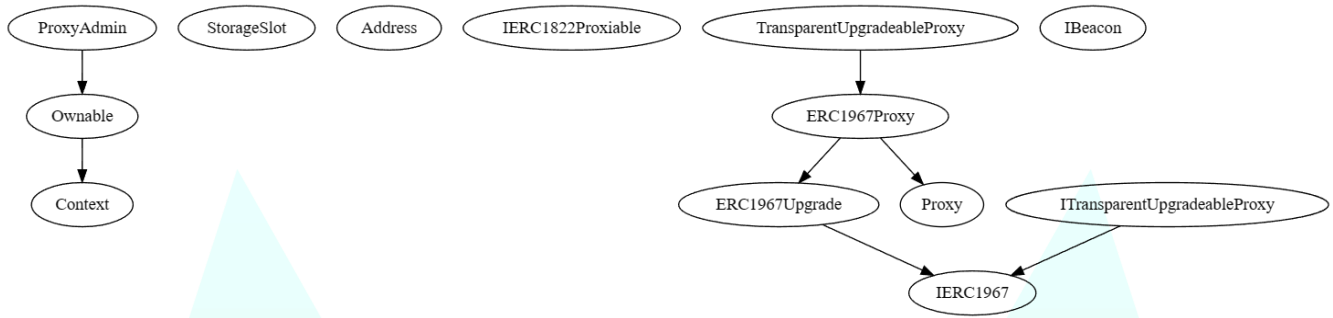 ProxyAdmin
StorageSlot
Address
IERC1822Proxiable
TransparentUpgradeableProxy
IBeacon
Ownable
ERC1967Proxy
Context
ERC1967Upgrade
Proxy
ITransparentUpgradeableProxy
IERC1967